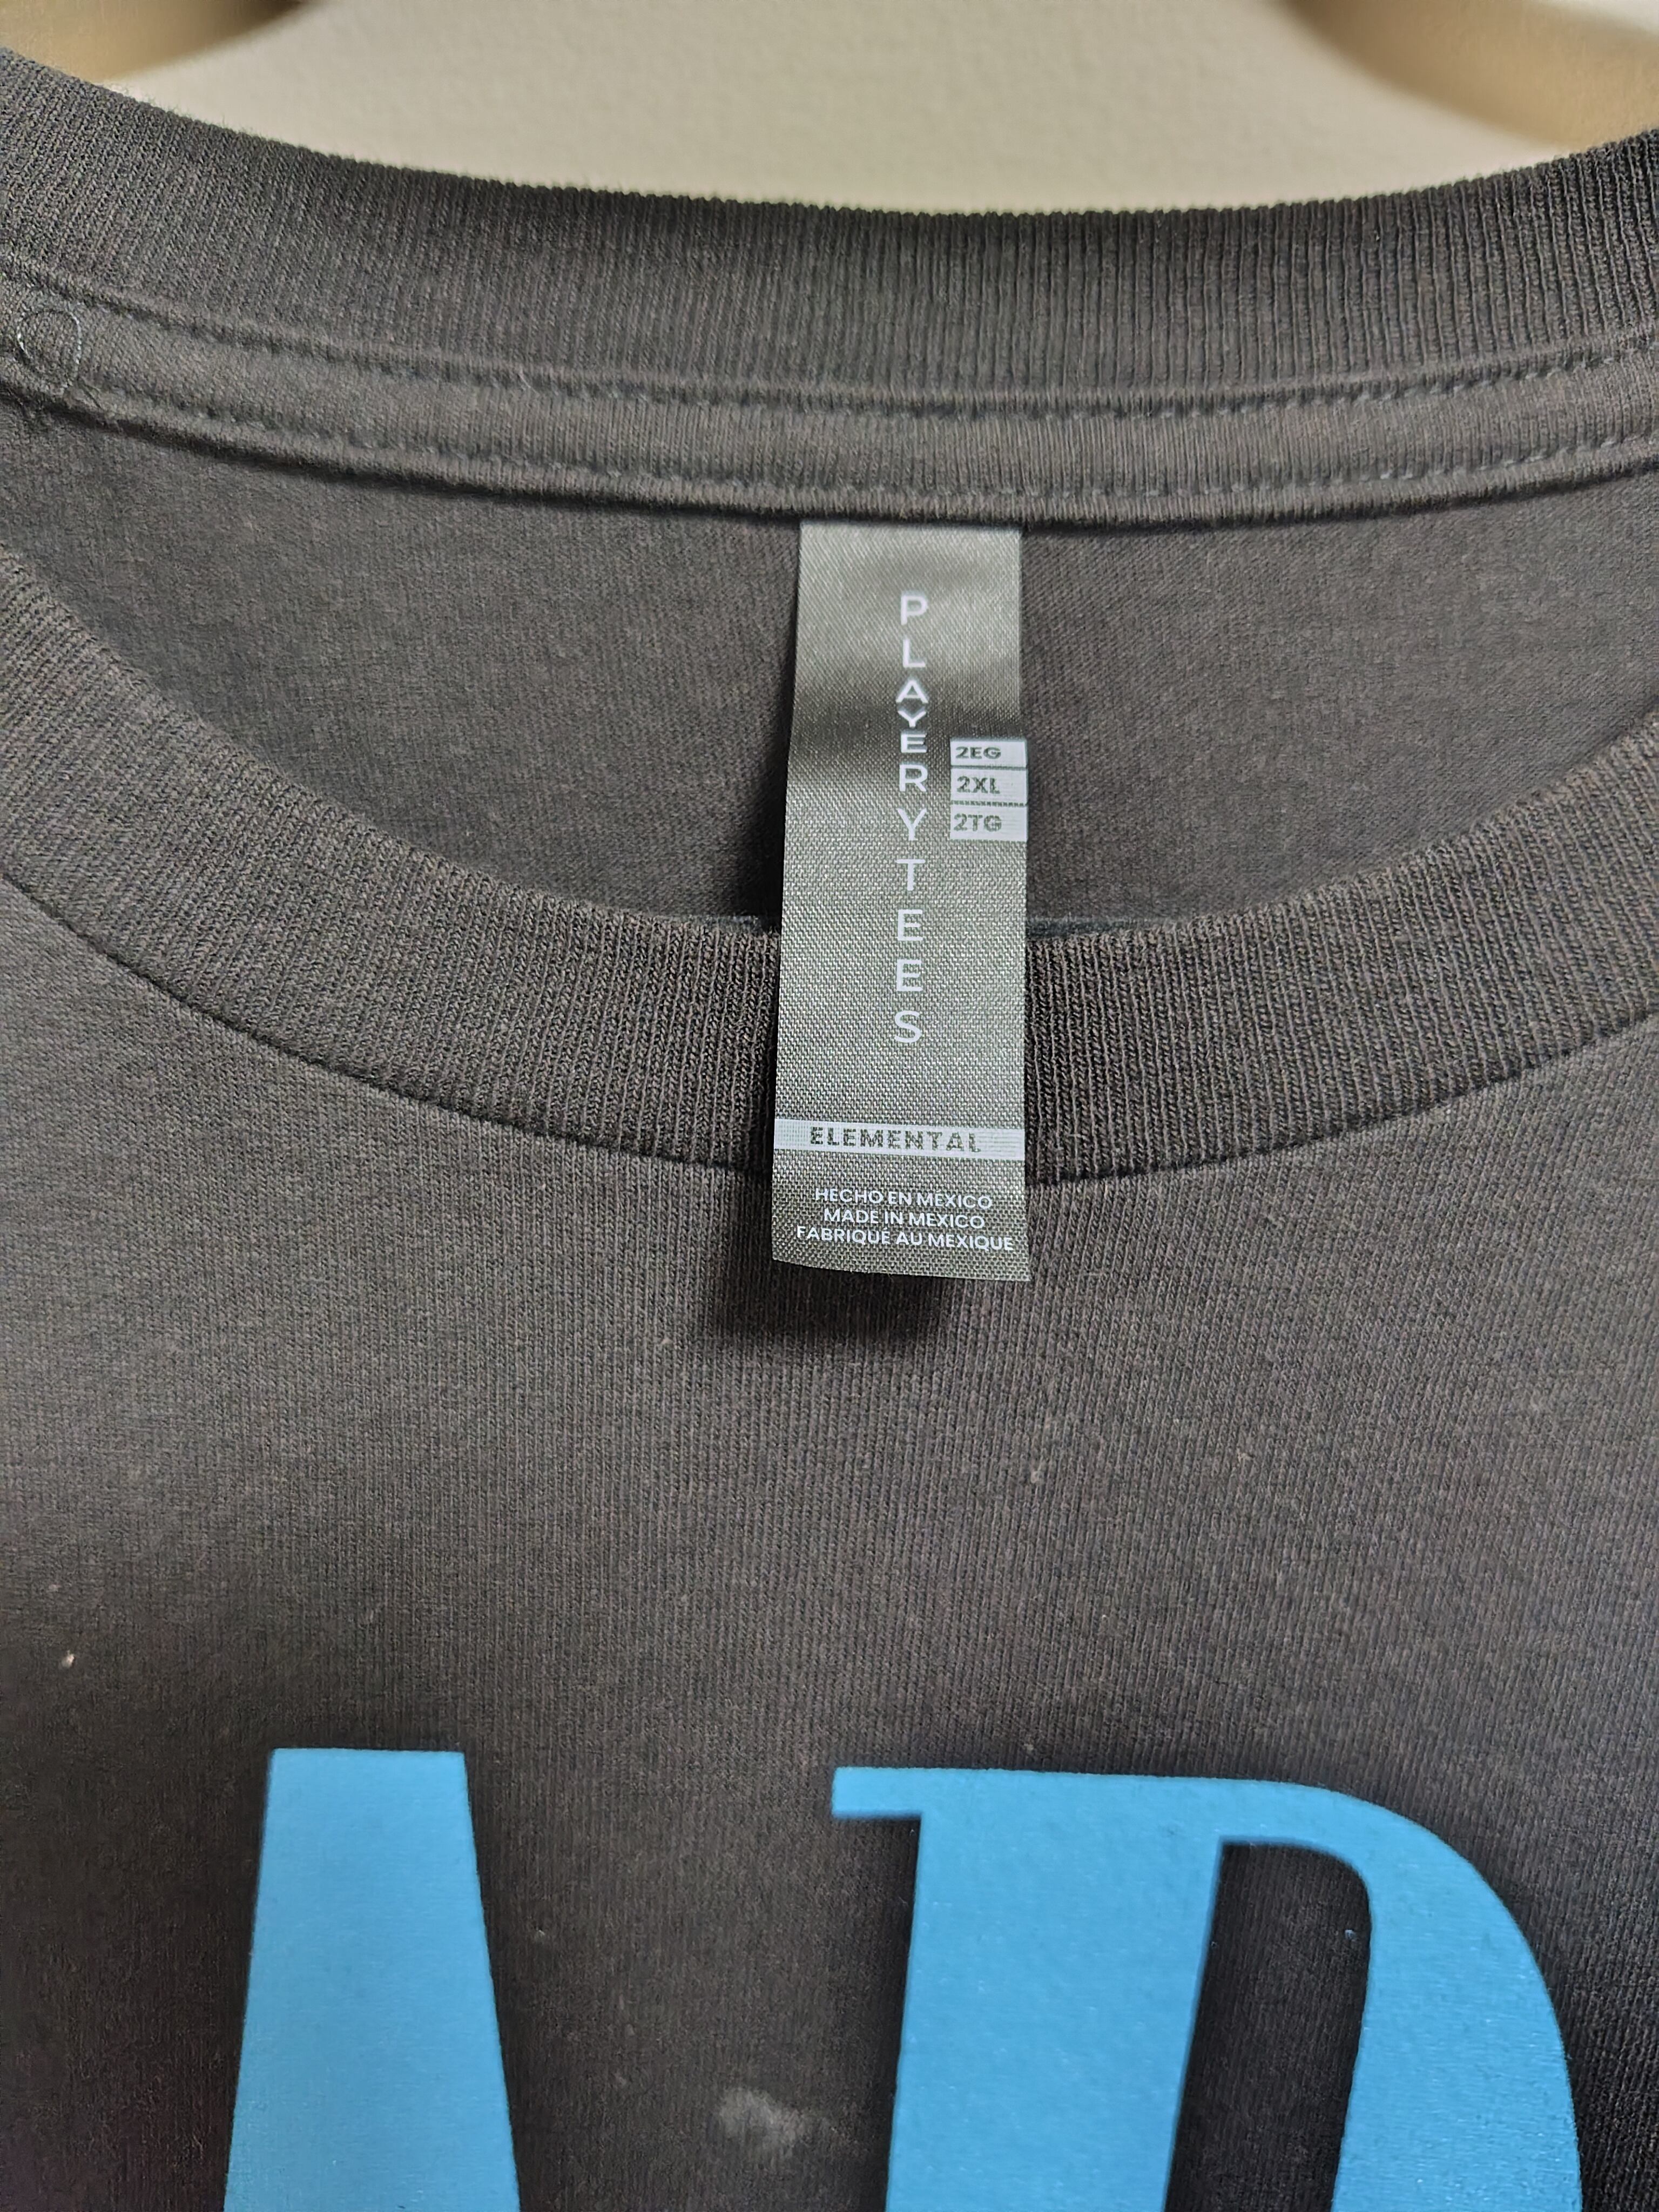 PLAYERYTEES
2EG
2XL
2TG
ELEMENTAL
HECHO EN MEXICO
MADE IN MEXICO
FABRIQUE AU MEXIQUE